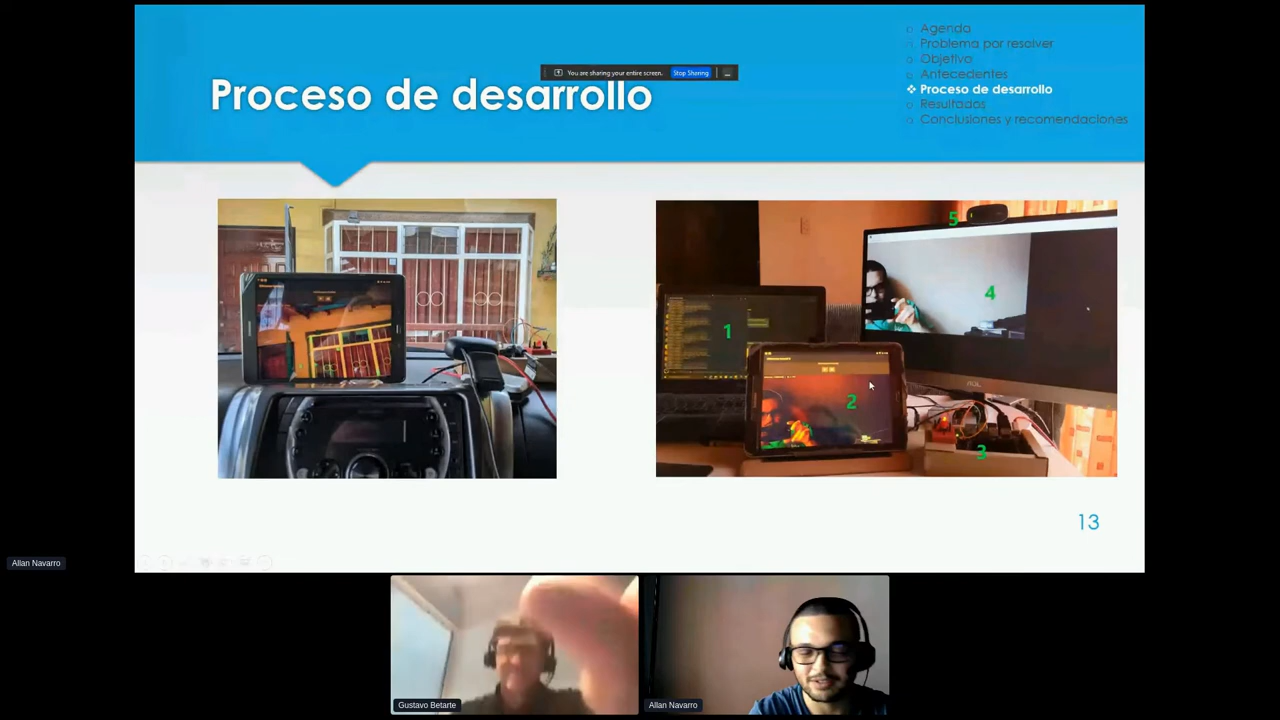 Agenda
Problema por resolver
Objetivo
Antecedentes
Proceso de desarrollo
Resultados
Conclusiones y recomendaciones
You are sharing your entire screen. Stop Sharing
Proceso de desarrollo
5
4
1
2
3
13
Allan Navarro
Gustavo Betarte
Allan Navarro